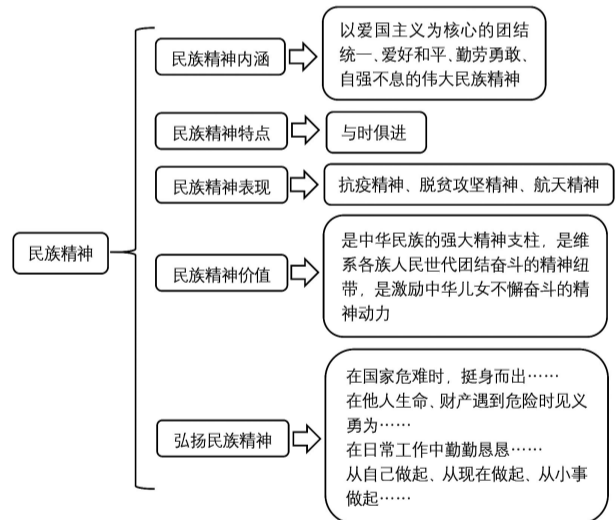 民族精神
民族精神内涵
以爱国主义为核心的团结
统一、爱好和平、勤劳勇敢、
自强不息的伟大民族精神
民族精神特点
与时俱进
民族精神表现
抗疫精神、脱贫攻坚精神、航天精神
民族精神价值
是中华民族的强大精神支柱，是维
系各族人民世代团结奋斗的精神纽
带，是激励中华儿女不懈奋斗的精
神动力
弘扬民族精神
在国家危难时，挺身而出……
在他人生命、财产遇到危险时见义
勇为……
在日常工作中勤勤恳恳……
从自己做起、从现在做起、从小事
做起……